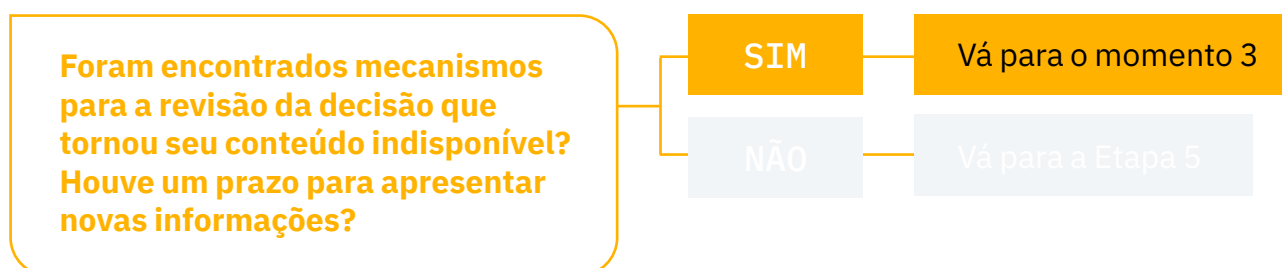 Foram encontrados mecanismos
para a revisão da decisão que
tornou seu conteúdo indisponível?
Houve um prazo para apresentar
novas informações?
SIM
Vá para o momento 3
NÃO
Vá para a Etapa 5